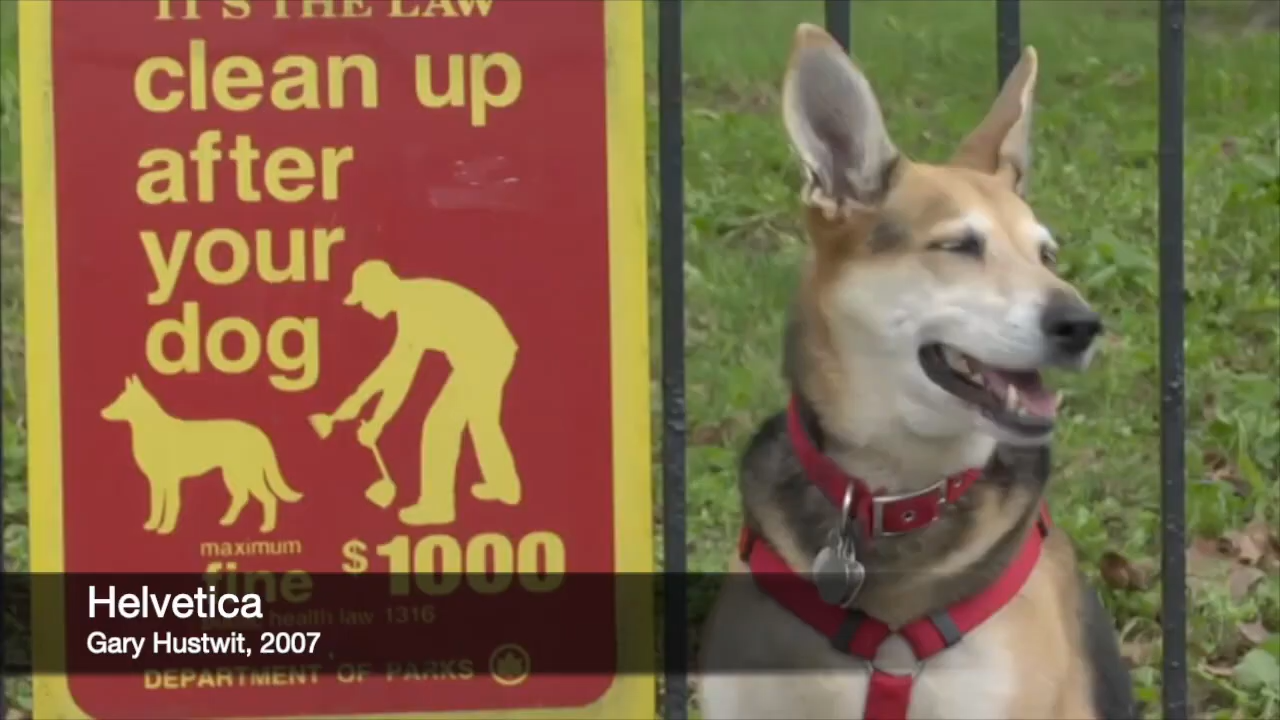 IT'S THE LAW
clean up
after
your
dog
maximum
fine $1000
health law 1316
DEPARTMENT OF PARKS
Helvetica
Gary Hustwit, 2007